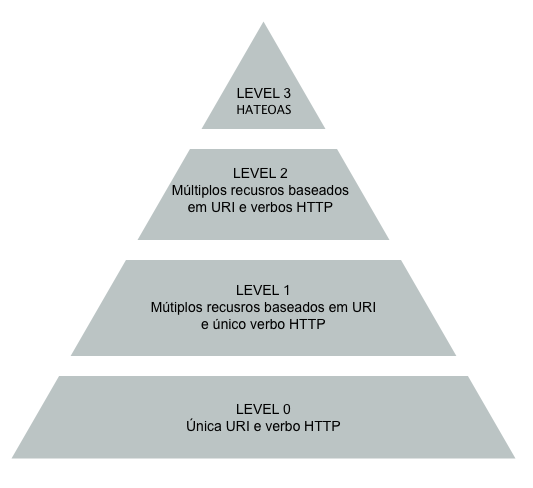 LEVEL 3
HATEOAS
LEVEL 2
Múltiplos recusros baseados
em URI e verbos HTTP
LEVEL 1
Mútiplos recusros baseados em URI
e único verbo HTTP
LEVEL 0
Única URI e verbo HTTP